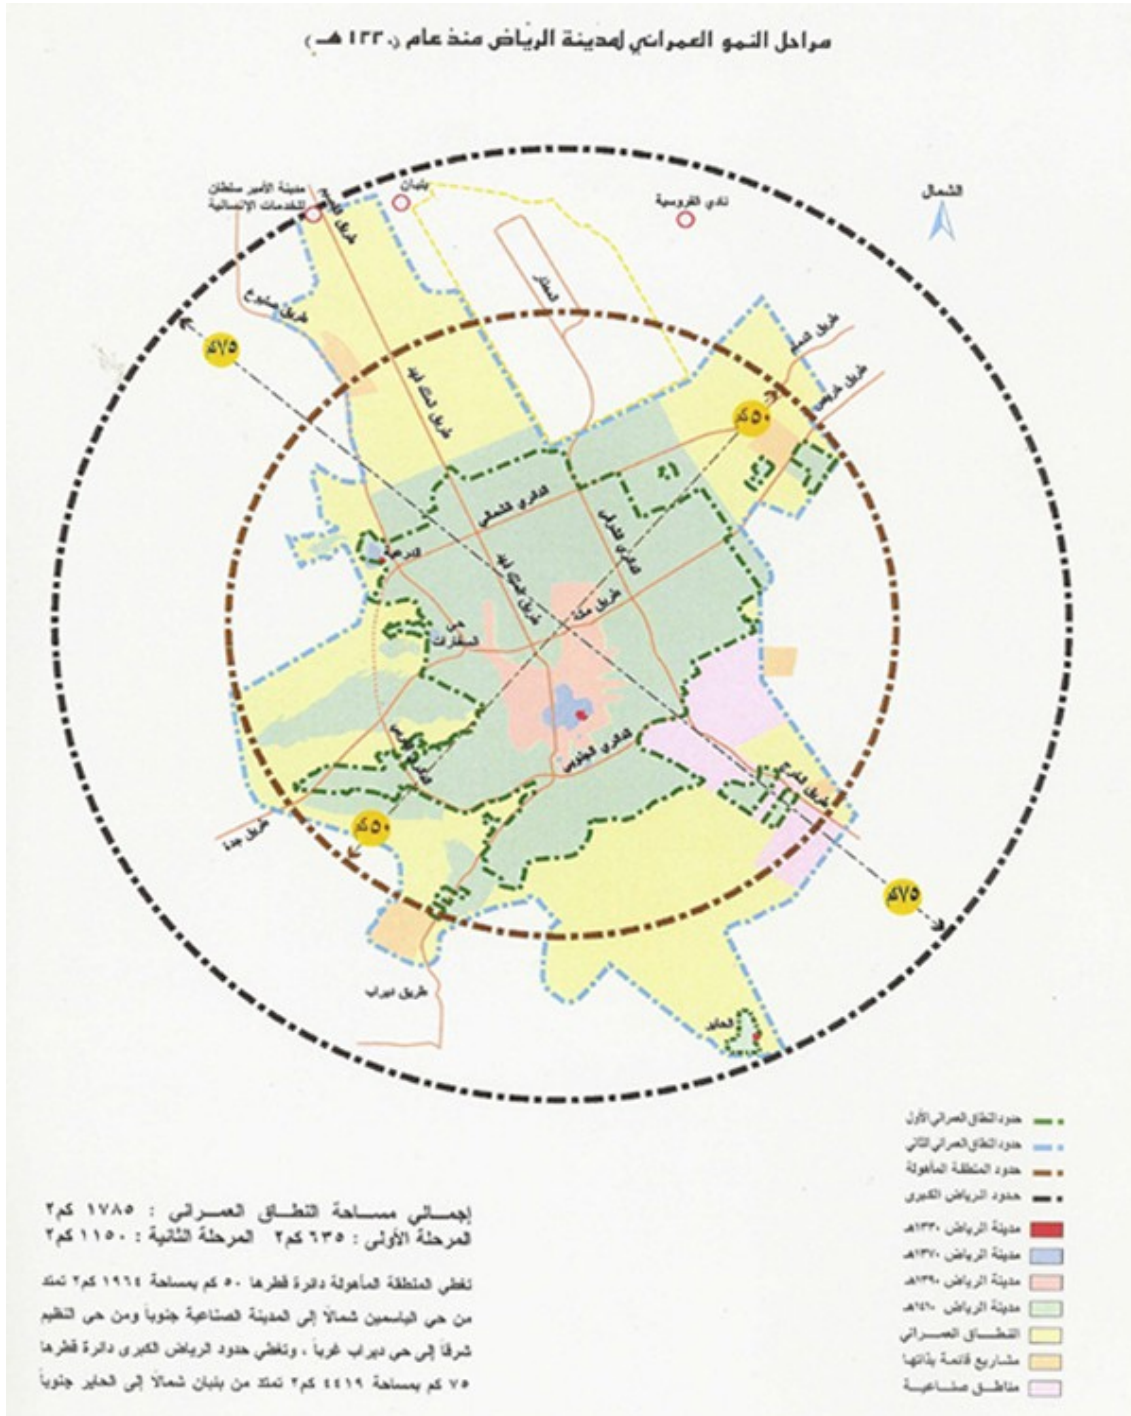 مراحل النمو العمراني لمدينة الرياض منذ عام (١٣٣٠ هـ)
الشمال
مدينة الأمير سلطان
للخدمات الإنسانية
بنبان
نادي الفروسية
طريق القصيم
المطار
طريق صلبوخ
٧٥كم
طريق الملك فهد
طريق خريص
٥٠كم
الدائري الشمالي
الدائري الشرقي
الدرعية
طريق الملك فهد
طريق مكة
حي
السفارات
الدائري الجنوبي
طريق الخرج
طريق جدة
٥٠كم
٧٥كم
طريق ديراب
الحاير
حدود النطاق العمراني الأول
حدود النطاق العمراني الثاني
حدود المنطقة المأهولة
حدود الرياض الكبرى
مدينة الرياض ١٣٣٠هـ
مدينة الرياض ١٣٧٠هـ
مدينة الرياض ١٣٩٠هـ
مدينة الرياض ١٤١٠هـ
النطاق العمراني
مشاريع قائمة بذاتها
مناطق صناعية
إجمالي مساحة النطاق العمراني : ١٧٨٥ كم٢
المرحلة الأولى : ٦٣٥ كم٢ المرحلة الثانية : ١١٥٠ كم٢
تغطي المنطقة المأهولة دائرة قطرها ٥٠ كم بمساحة ١٩٦٤ كم٢ تمتد
من حي الياسمين شمالاً إلى المدينة الصناعية جنوباً ومن حي النظيم
شرقاً إلى حي ديراب غرباً ، وتغطي حدود الرياض الكبرى دائرة قطرها
٧٥ كم بمساحة ٤٤١٩ كم٢ تمتد من بنبان شمالاً إلى الحاير جنوباً